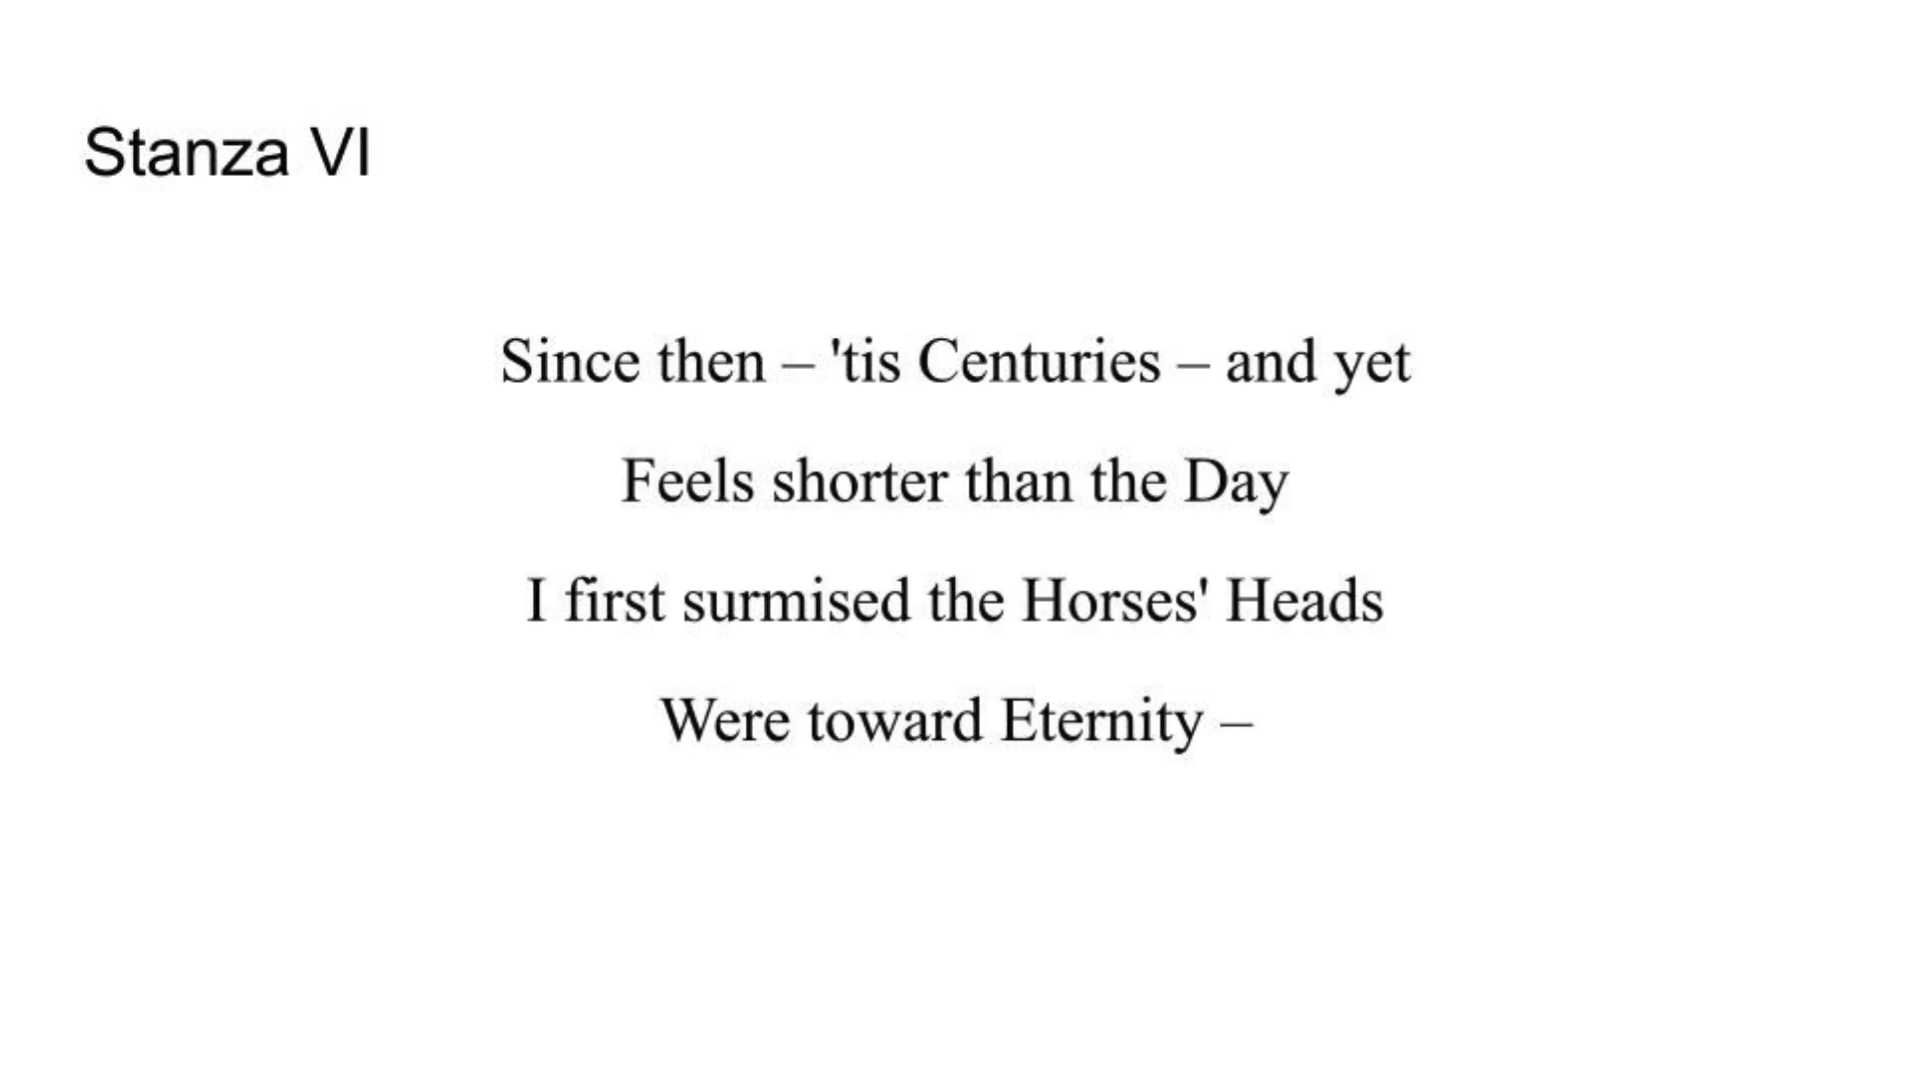 Stanza VI
Since then – 'tis Centuries – and yet
Feels shorter than the Day
I first surmised the Horses' Heads
Were toward Eternity –